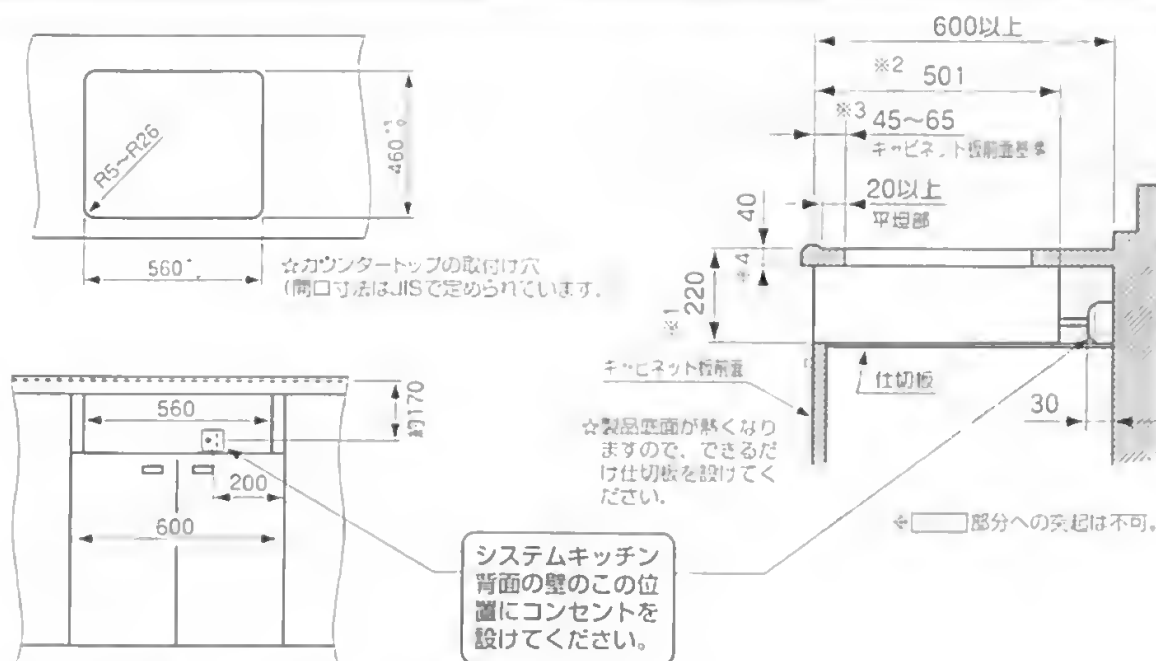 R5~R26
460
560
☆カウンタートップの取付け穴
(開口寸法はJISで定められています。
600以上
※2
501
※3
45~65
キャビネット板前面基準
20以上
平坦部
40
※4
220
※1
キャビネット板前面
仕切板
30
☆製品底面が熱くなり
ますので、できるだ
け仕切板を設けてく
ださい。
部分への突起は不可。
560
約170
200
600
システムキッチン
背面の壁のこの位
置にコンセントを
設けてください。